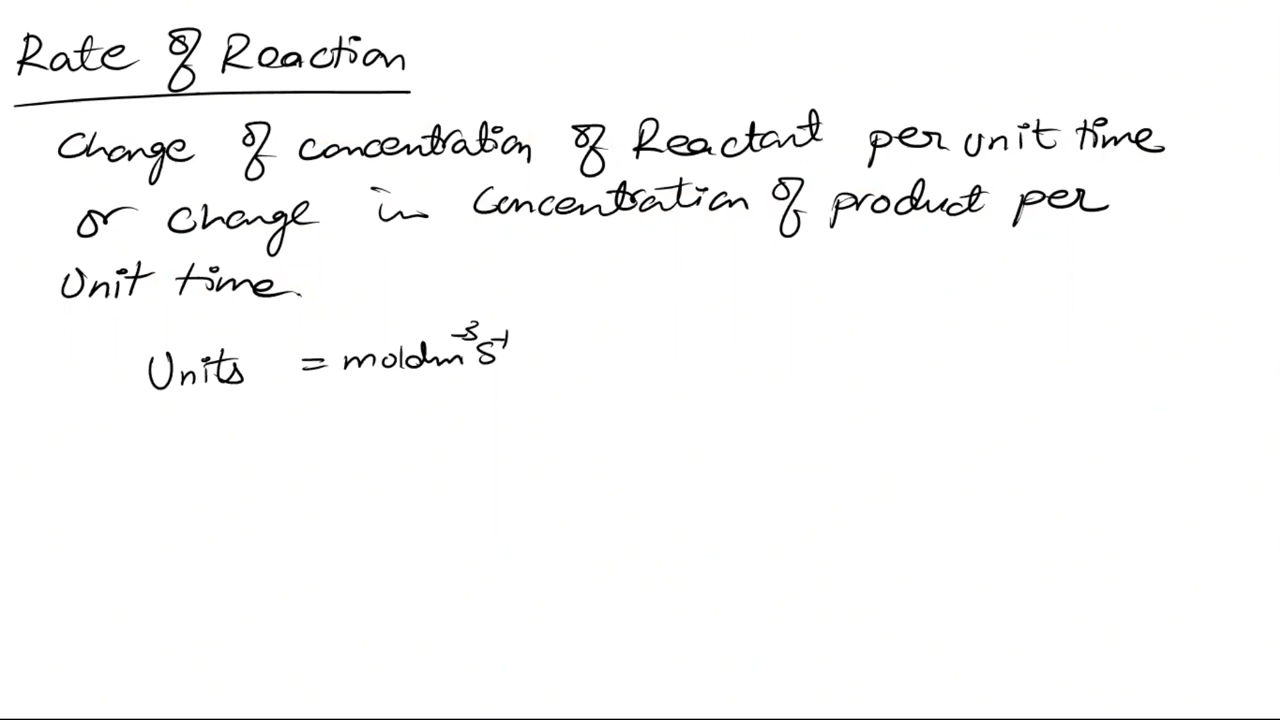 Rate of Reaction
Change of concentration of Reactant per unit time
or change in concentration of product per
Unit time.
Units = moldm⁻³s⁻¹